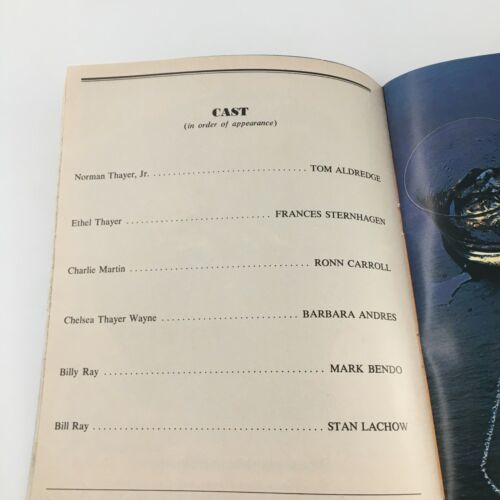 CAST
(in order of appearance)
Norman Thayer, Jr. ........................................ TOM ALDREDGE
Ethel Thayer ........................................ FRANCES STERNHAGEN
Charlie Martin ........................................ RONN CARROLL
Chelsea Thayer Wayne ........................................ BARBARA ANDRES
Billy Ray ........................................ MARK BENDO
Bill Ray ........................................ STAN LACHOW